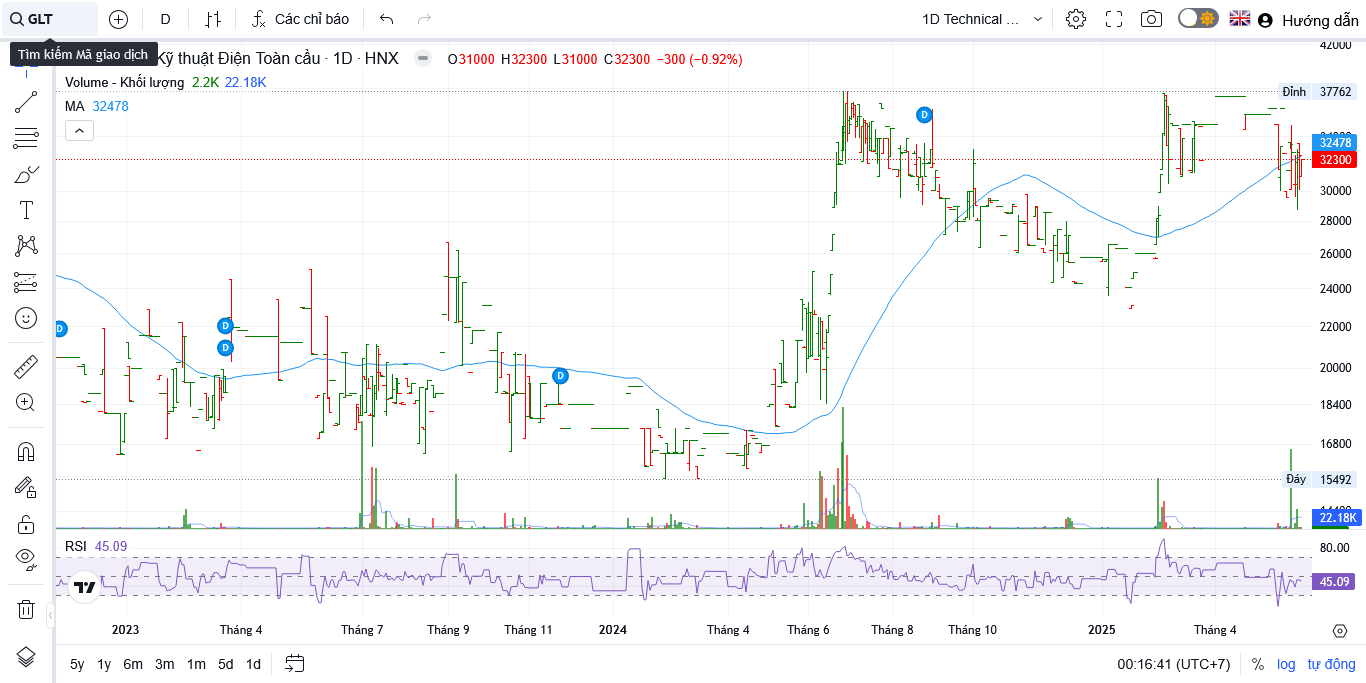 GLT
D
Các chỉ báo
1D Technical ...
Hướng dẫn
Tìm kiếm Mã giao dịch
Kỹ thuật Điện Toàn cầu · 1D · HNX
O31000 H32300 L31000 C32300 −300 (−0.92%)
Volume - Khối lượng 2.2K 22.18K
MA 32478
42000
Đỉnh 37762
32478
32300
30000
28000
26000
24000
22000
20000
18400
16800
Đáy 15492
22.18K
D
D
D
D
D
RSI 45.09
80.00
45.09
2023
Tháng 4
Tháng 7
Tháng 9
Tháng 11
2024
Tháng 4
Tháng 6
Tháng 8
Tháng 10
2025
Tháng 4
5y 1y 6m 3m 1m 5d 1d
00:16:41 (UTC+7)
% log tự động